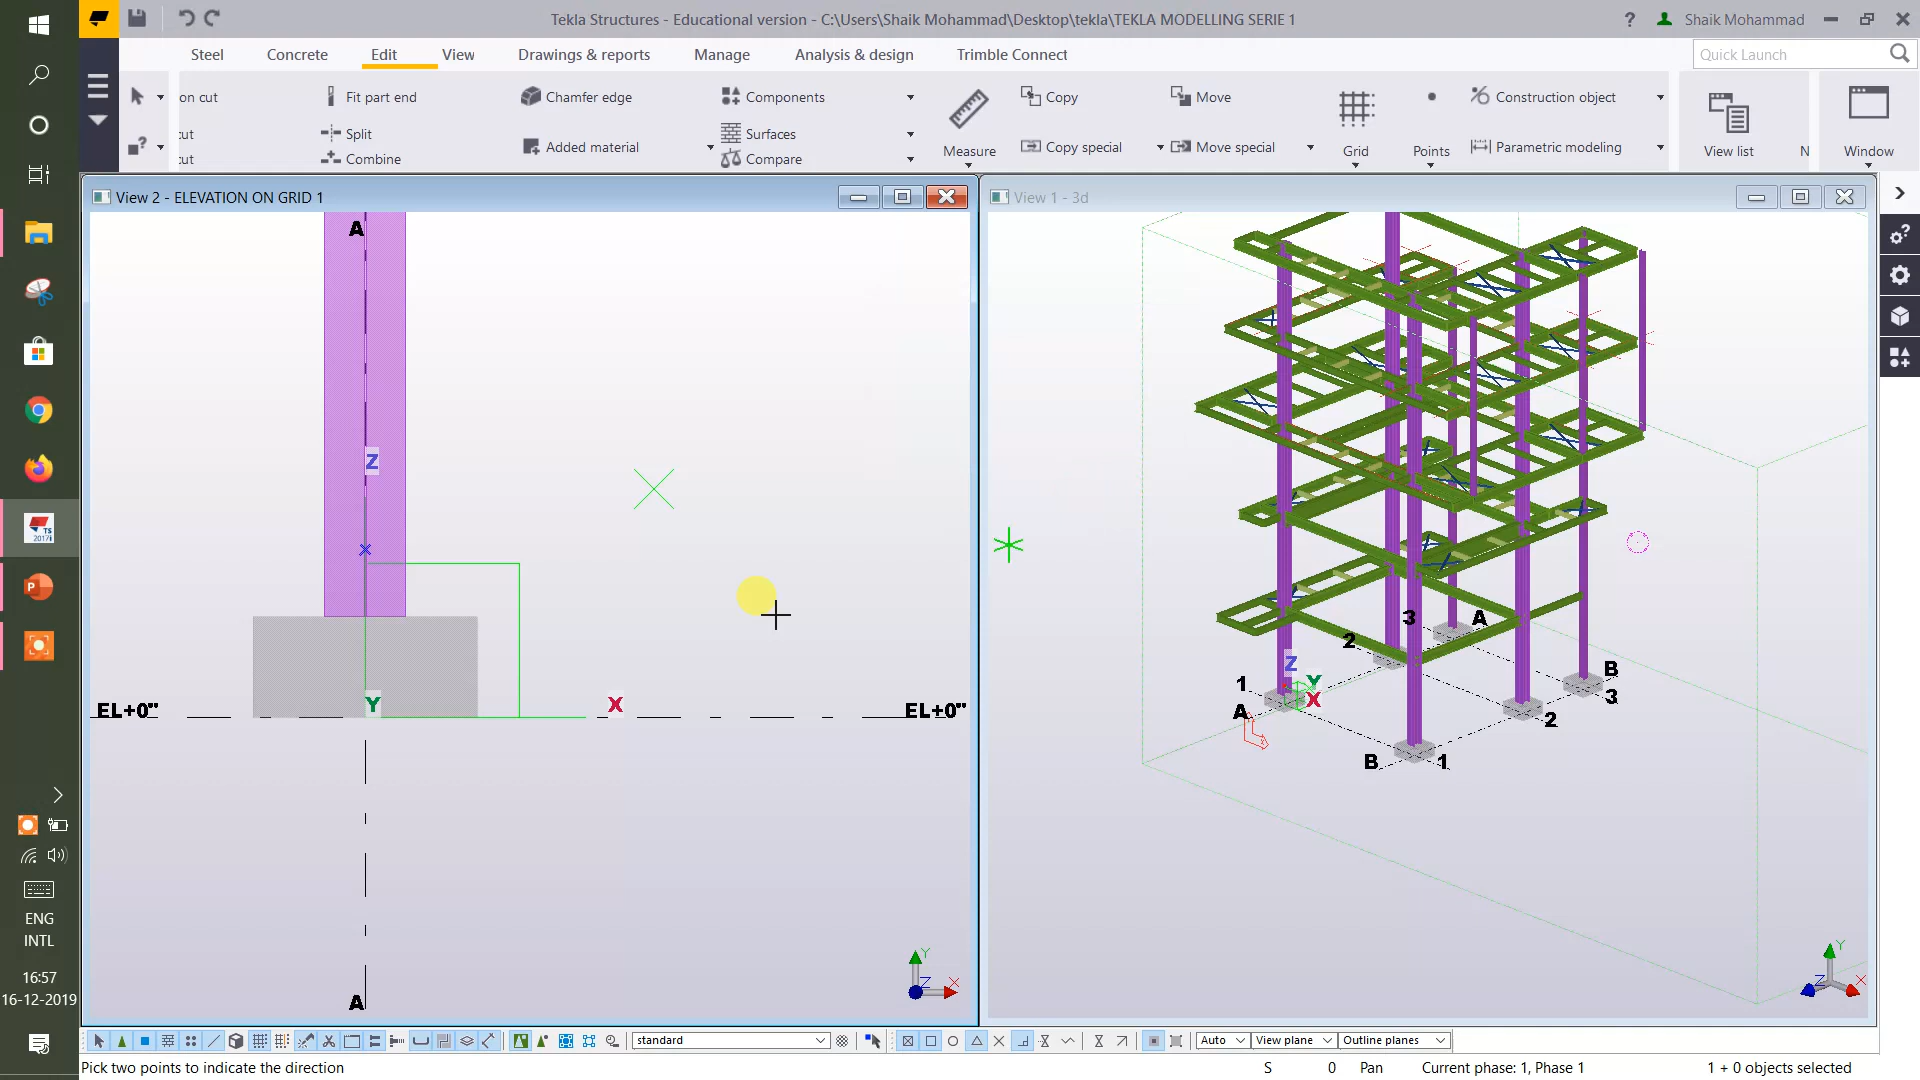 Tekla Structures - Educational version - C:\Users\Shaik Mohammad\Desktop\tekla\TEKLA MODELLING SERIE 1
? Shaik Mohammad
Steel Concrete Edit View Drawings & reports Manage Analysis & design Trimble Connect
Quick Launch
on cut Fit part end Chamfer edge Components Copy Move Construction object
cut Split Surfaces
Added material Measure Copy special Move special Grid Points Parametric modeling View list N Window
cut Combine Compare
View 2 - ELEVATION ON GRID 1
View 1 - 3d
A
Z
Y
X
EL+0"
EL+0"
A
Y
Z
X
3
A
2
Z
Y
X
1
A
B
3
2
B
1
Y
Z
X
TS
2017i
P
ENG
INTL
16:57
16-12-2019
standard
Auto
View plane
Outline planes
Pick two points to indicate the direction
S 0 Pan Current phase: 1, Phase 1 1 + 0 objects selected